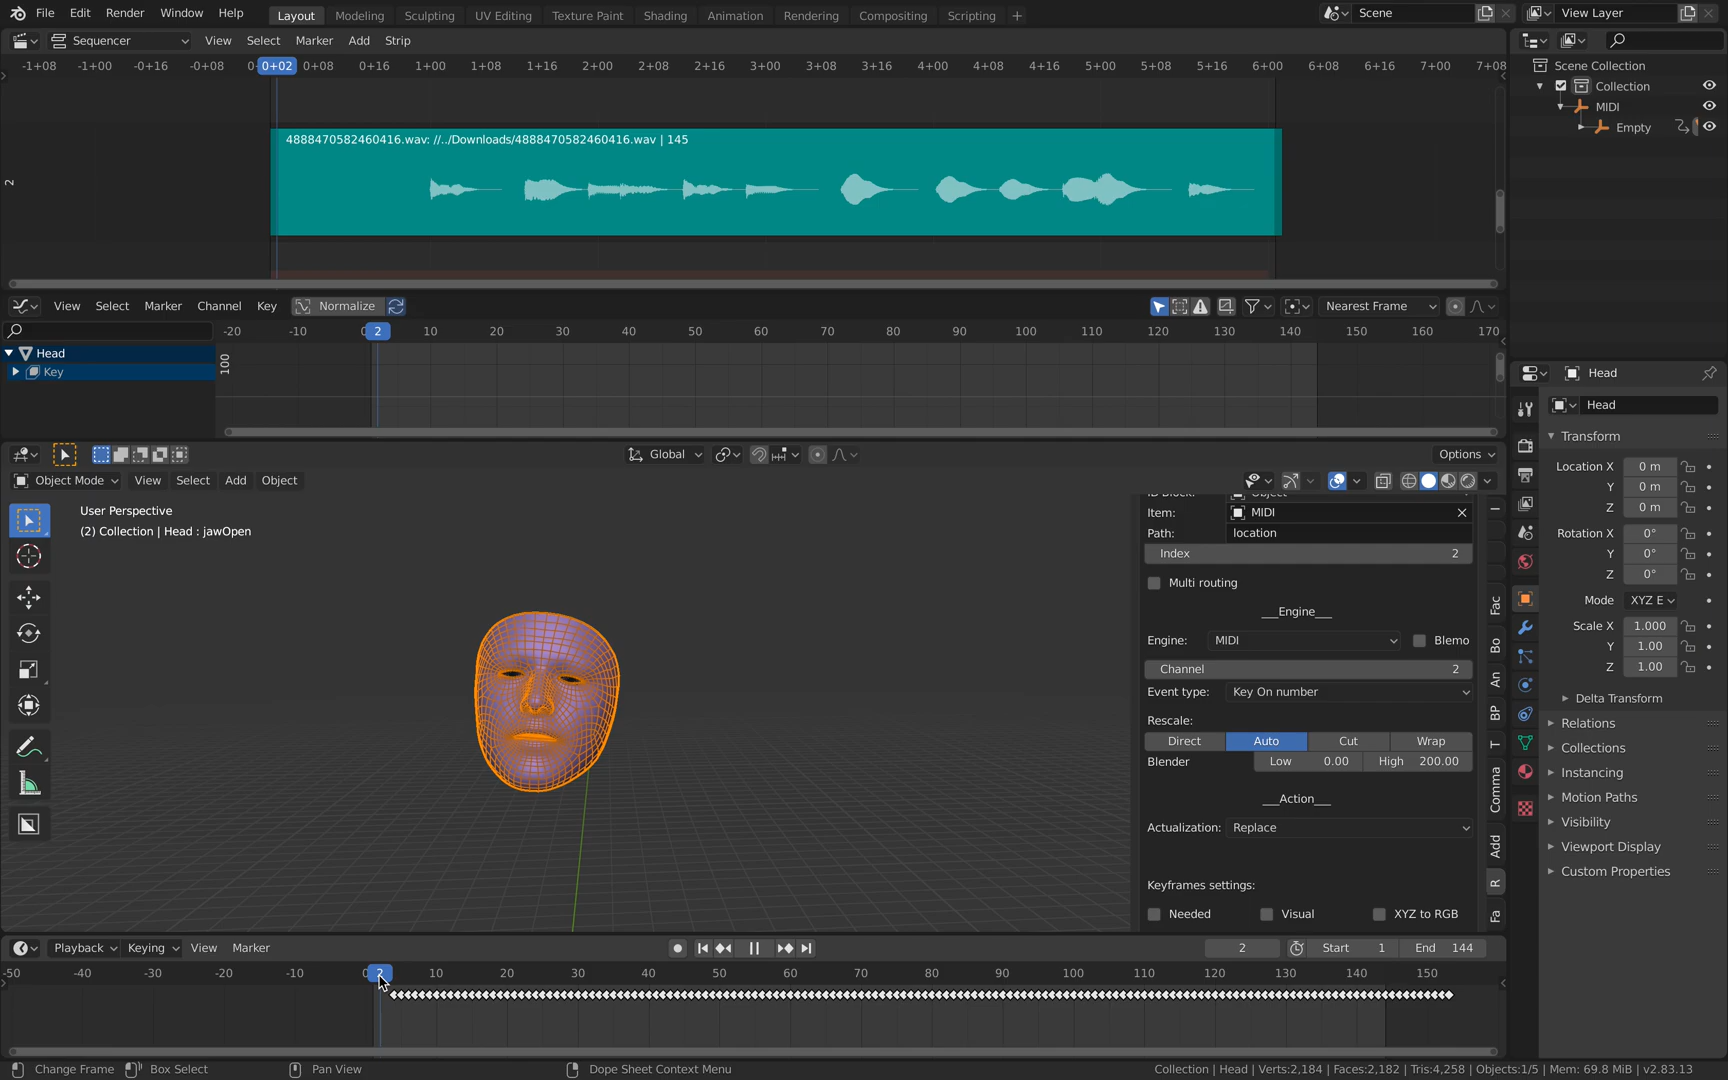 File Edit Render Window Help Layout Modeling Sculpting UV Editing Texture Paint Shading Animation Rendering Compositing Scripting + Scene View Layer
Sequencer View Select Marker Add Strip
-1+08 -1+00 -0+16 -0+08 0+02 0+08 0+16 1+00 1+08 1+16 2+00 2+08 2+16 3+00 3+08 3+16 4+00 4+08 4+16 5+00 5+08 5+16 6+00 6+08 6+16 7+00 7+08
Scene Collection
Collection
MIDI
Empty
4888470582460416.wav: //../Downloads/4888470582460416.wav | 145
2
View Select Marker Channel Key Normalize Nearest Frame
-20 -10 2 10 20 30 40 50 60 70 80 90 100 110 120 130 140 150 160 170
Head
Key
100
Global Options
Object Mode View Select Add Object
User Perspective
(2) Collection | Head : jawOpen
Item: MIDI
Path: location
Index 2
Multi routing
__Engine__
Engine: MIDI Blemo
Channel 2
Event type: Key On number
Rescale:
Direct Auto Cut Wrap
Blender Low 0.00 High 200.00
__Action__
Actualization: Replace
Keyframes settings:
Needed Visual XYZ to RGB
Fac
Bo
An
BP
T
Comma
Add
R
Fa
Head
Head
Transform
Location X 0 m
Y 0 m
Z 0 m
Rotation X 0°
Y 0°
Z 0°
Mode XYZ E
Scale X 1.000
Y 1.00
Z 1.00
Delta Transform
Relations
Collections
Instancing
Motion Paths
Visibility
Viewport Display
Custom Properties
Playback Keying View Marker 2 Start 1 End 144
-50 -40 -30 -20 -10 2 10 20 30 40 50 60 70 80 90 100 110 120 130 140 150
Change Frame Box Select Pan View Dope Sheet Context Menu Collection | Head | Verts:2,184 | Faces:2,182 | Tris:4,258 | Objects:1/5 | Mem: 69.8 MiB | v2.83.13